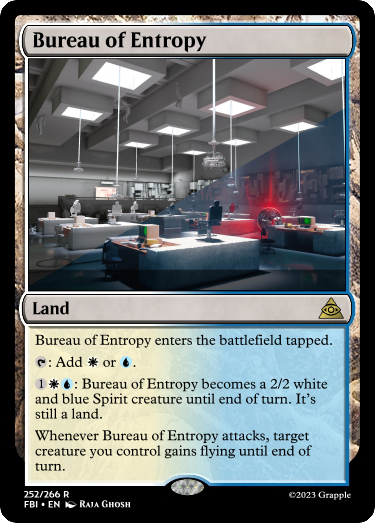 Bureau of Entropy
Land
Bureau of Entropy enters the battlefield tapped.
: Add or .
1 : Bureau of Entropy becomes a 2/2 white
and blue Spirit creature until end of turn. It's
still a land.
Whenever Bureau of Entropy attacks, target
creature you control gains flying until end of
turn.
252/266 R
FBI • EN Raja Ghosh
©2023 Grapple